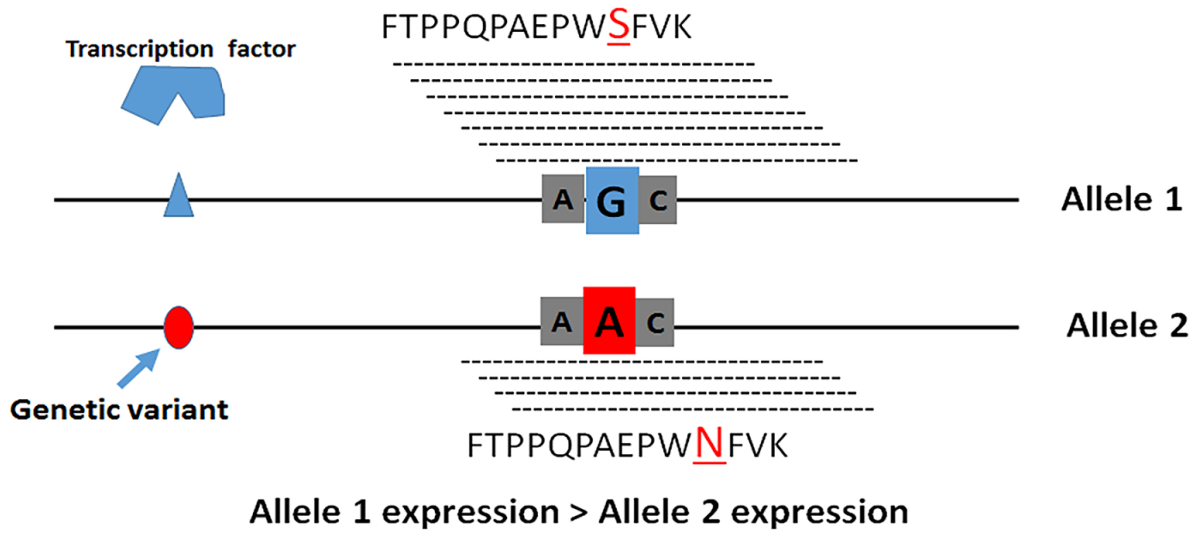 FTPPQPAEPWSFVK
Transcription factor
A G C
Allele 1
A A C
Allele 2
Genetic variant
FTPPQPAEPWNFVK
Allele 1 expression > Allele 2 expression